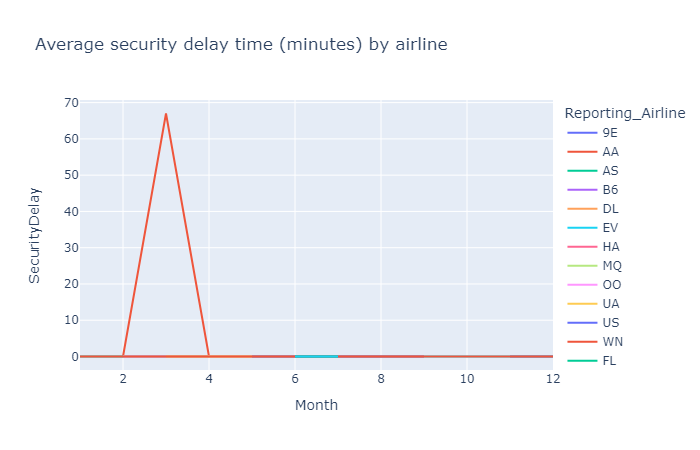 Average security delay time (minutes) by airline
70
60
50
40
30
20
10
0
SecurityDelay
2
4
6
8
10
12
Month
Reporting_Airline
9E
AA
AS
B6
DL
EV
HA
MQ
OO
UA
US
WN
FL